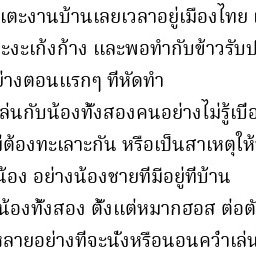 เตะงานบ้านเลยเวลาอยู่เมืองไทย
ะงะเก้งก้าง และพอทำกับข้าวรับป
ย่างตอนแรกๆ ที่หัดทำ
เล่นกับน้องทั้งสองคนอย่างไม่รู้เบื่อ
ต้องทะเลาะกัน หรือเป็นสาเหตุให้
น้อง อย่างน้องชายที่มีอยู่ที่บ้าน
น้องทั้งสอง ตั้งแต่หมากฮอส ต่อตั
หลายอย่างที่จะนั่งหรือนอนคว่ำเล่น